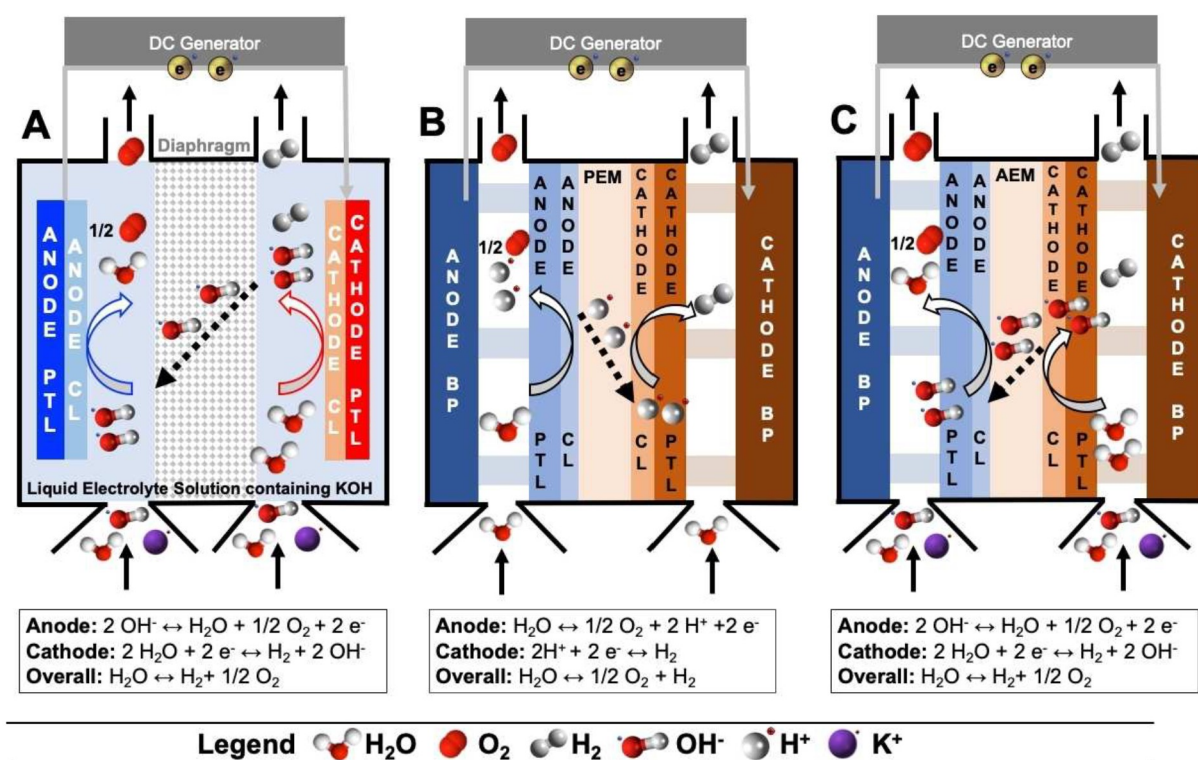 DC Generator
e e
A
Diaphragm
1/2
ANODE PTL
ANODE CL
CATHODE CL
CATHODE PTL
Liquid Electrolyte Solution containing KOH
Anode: 2 OH⁻ ↔ H₂O + 1/2 O₂ + 2 e⁻
Cathode: 2 H₂O + 2 e⁻ ↔ H₂ + 2 OH⁻
Overall: H₂O ↔ H₂+ 1/2 O₂
DC Generator
e e
B
PEM
1/2
ANODE BP
ANODE PTL
ANODE CL
CATHODE CL
CATHODE PTL
CATHODE BP
Anode: H₂O ↔ 1/2 O₂ + 2 H⁺ +2 e⁻
Cathode: 2H⁺ + 2 e⁻ ↔ H₂
Overall: H₂O ↔ 1/2 O₂ + H₂
DC Generator
e e
C
AEM
1/2
ANODE BP
ANODE PTL
ANODE CL
CATHODE CL
CATHODE PTL
CATHODE BP
Anode: 2 OH⁻ ↔ H₂O + 1/2 O₂ + 2 e⁻
Cathode: 2 H₂O + 2 e⁻ ↔ H₂ + 2 OH⁻
Overall: H₂O ↔ H₂+ 1/2 O₂
Legend H₂O O₂ H₂ OH⁻ H⁺ K⁺